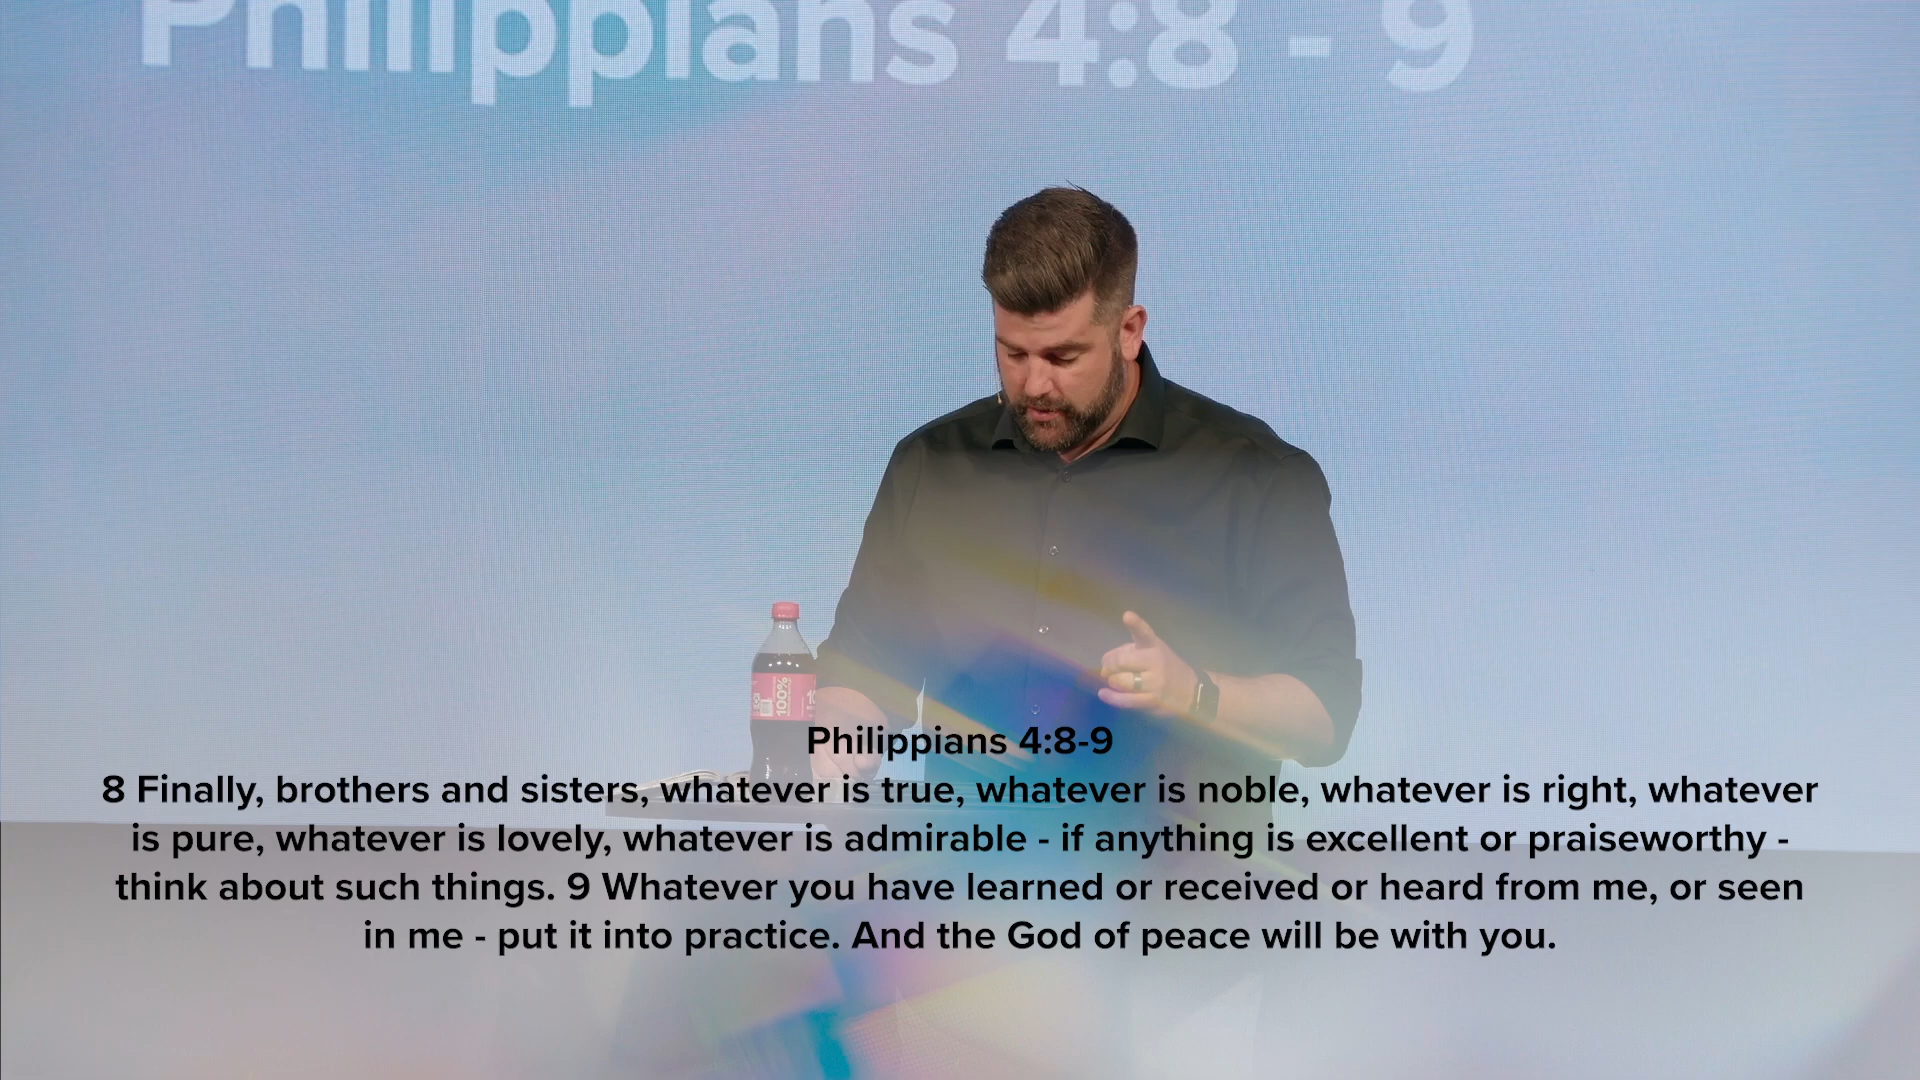 Philippians 4:8 - 9
100%
Philippians 4:8-9
8 Finally, brothers and sisters, whatever is true, whatever is noble, whatever is right, whatever
is pure, whatever is lovely, whatever is admirable - if anything is excellent or praiseworthy -
think about such things. 9 Whatever you have learned or received or heard from me, or seen
in me - put it into practice. And the God of peace will be with you.